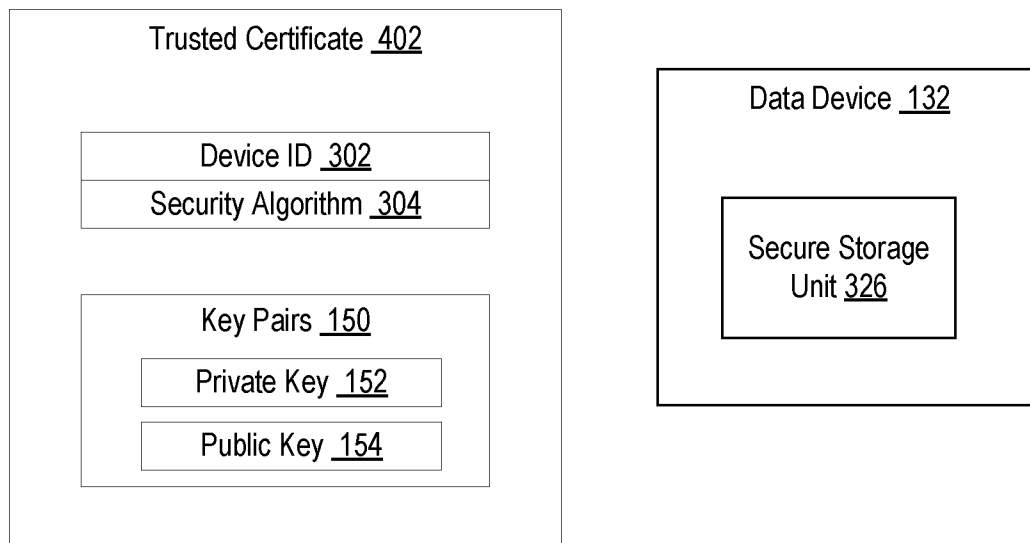 Trusted Certificate 402
Device ID 302
Security Algorithm 304
Key Pairs 150
Private Key 152
Public Key 154
Data Device 132
Secure Storage
Unit 326